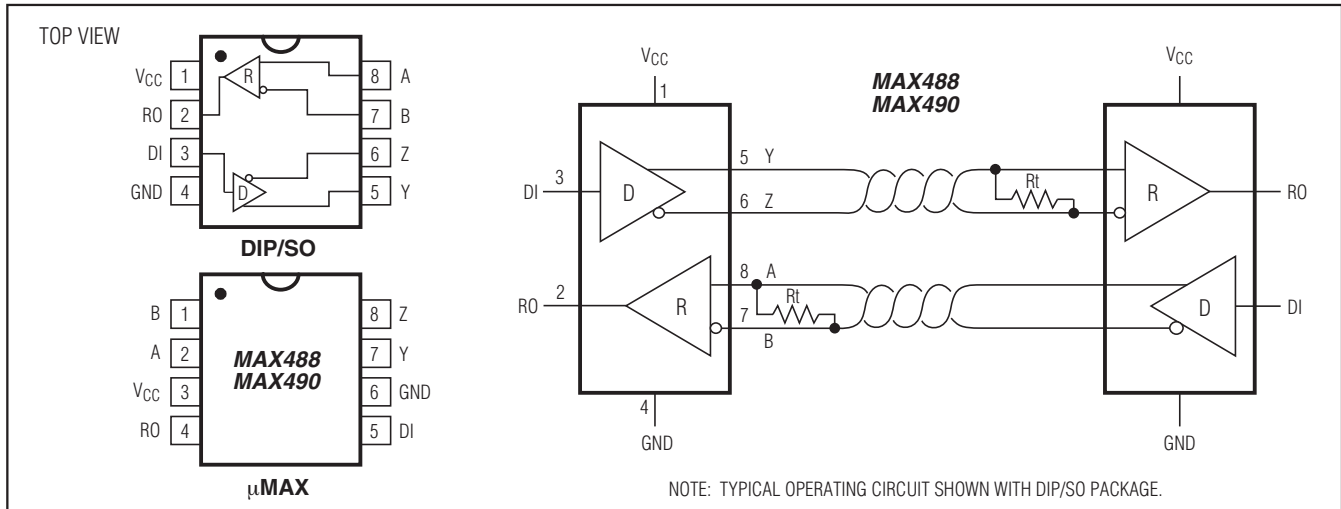 TOP VIEW
VCC 1
RO 2
DI 3
GND 4
R
D
8 A
7 B
6 Z
5 Y
DIP/SO
B 1
A 2
VCC 3
RO 4
MAX488
MAX490
8 Z
7 Y
6 GND
5 DI
μMAX
VCC
1
MAX488
MAX490
VCC
DI 3
D
5 Y
6 Z
Rt
R
RO
RO 2
R
8 A
Rt
7
B
D
DI
4
GND
GND
NOTE: TYPICAL OPERATING CIRCUIT SHOWN WITH DIP/SO PACKAGE.